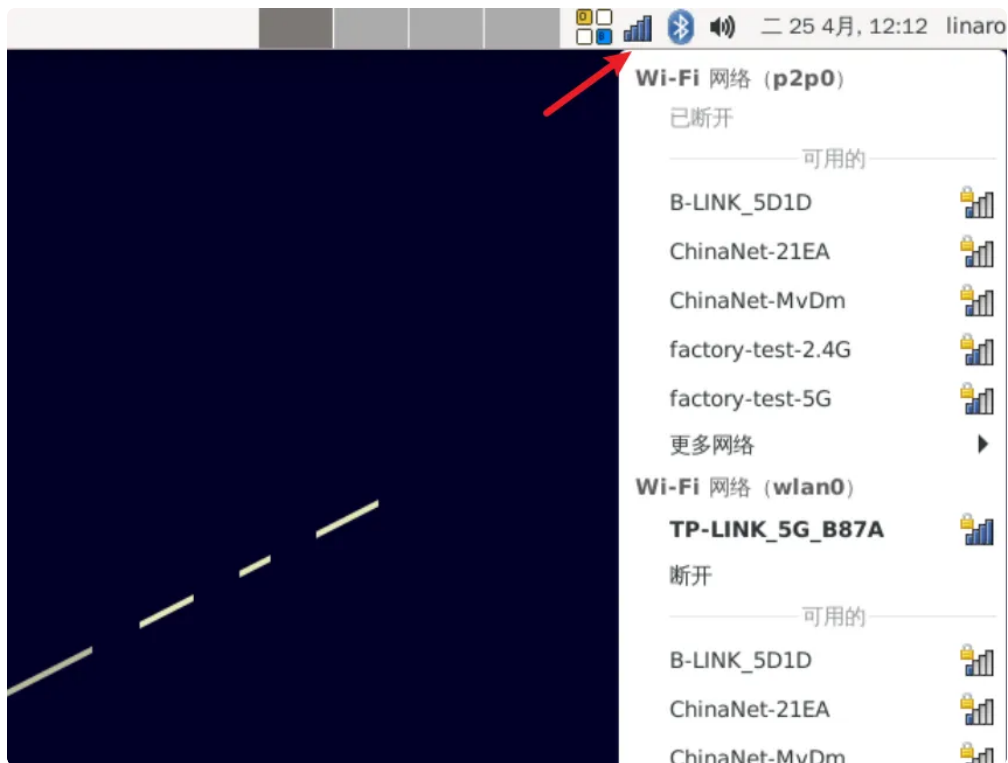 二 25 4月, 12:12 linaro
Wi-Fi 网络（p2p0）
已断开
可用的
B-LINK_5D1D
ChinaNet-21EA
ChinaNet-MvDm
factory-test-2.4G
factory-test-5G
更多网络
Wi-Fi 网络（wlan0）
TP-LINK_5G_B87A
断开
可用的
B-LINK_5D1D
ChinaNet-21EA
ChinaNet-MvDm